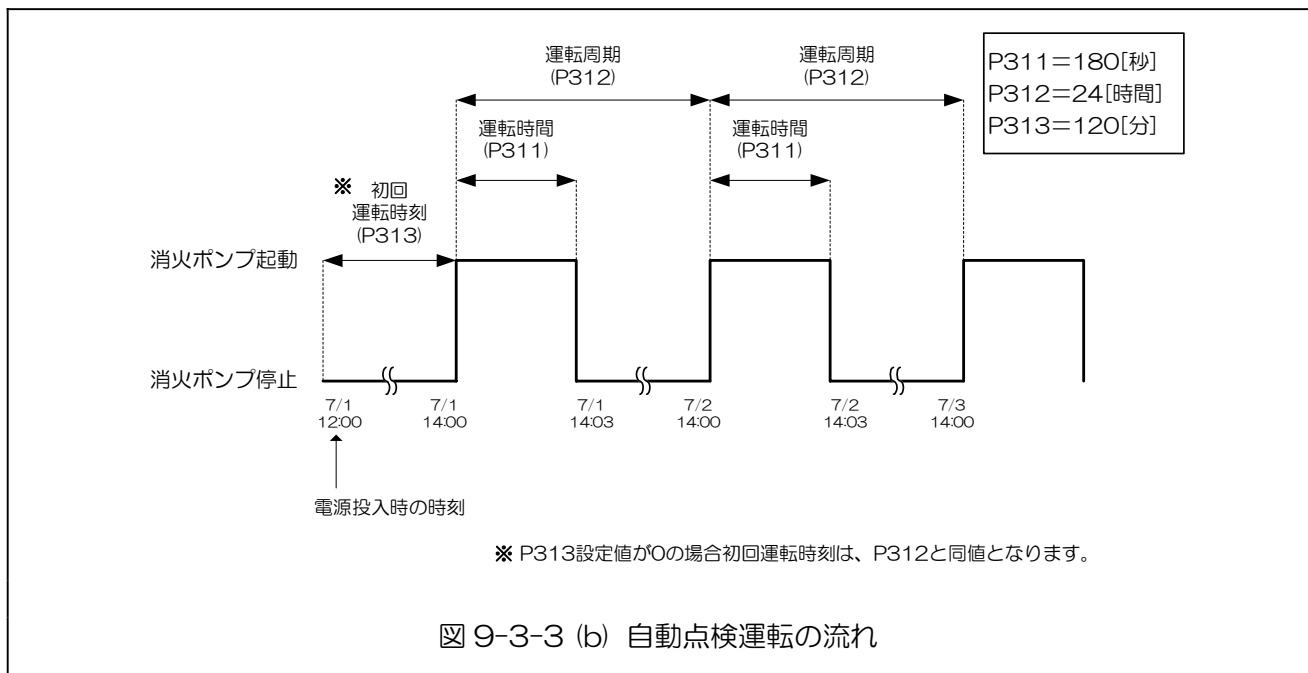 運転周期
(P312)
運転周期
(P312)
P311=180[秒]
P312=24[時間]
P313=120[分]
運転時間
(P311)
運転時間
(P311)
※ 初回
運転時刻
(P313)
消火ポンプ起動
消火ポンプ停止
7/1
12:00
7/1
14:00
7/1
14:03
7/2
14:00
7/2
14:03
7/3
14:00
電源投入時の時刻
※ P313設定値が0の場合初回運転時刻は、P312と同値となります。
図 9-3-3 (b) 自動点検運転の流れ